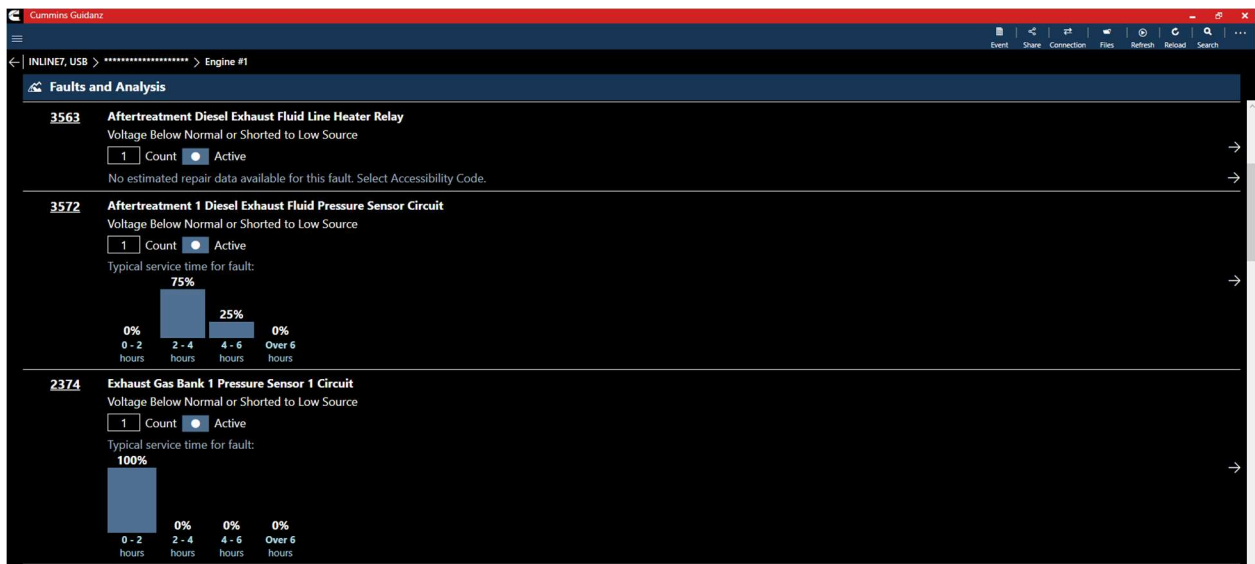 Cummins Guidanz
Event Share Connection Files Refresh Reload Search
INLINE7, USB > ******************** > Engine #1
Faults and Analysis
3563 Aftertreatment Diesel Exhaust Fluid Line Heater Relay
Voltage Below Normal or Shorted to Low Source
1 Count Active
No estimated repair data available for this fault. Select Accessibility Code.
3572 Aftertreatment 1 Diesel Exhaust Fluid Pressure Sensor Circuit
Voltage Below Normal or Shorted to Low Source
1 Count Active
Typical service time for fault:
75%
25%
0% 0%
0 - 2 2 - 4 4 - 6 Over 6
hours hours hours hours
2374 Exhaust Gas Bank 1 Pressure Sensor 1 Circuit
Voltage Below Normal or Shorted to Low Source
1 Count Active
Typical service time for fault:
100%
0% 0% 0%
0 - 2 2 - 4 4 - 6 Over 6
hours hours hours hours